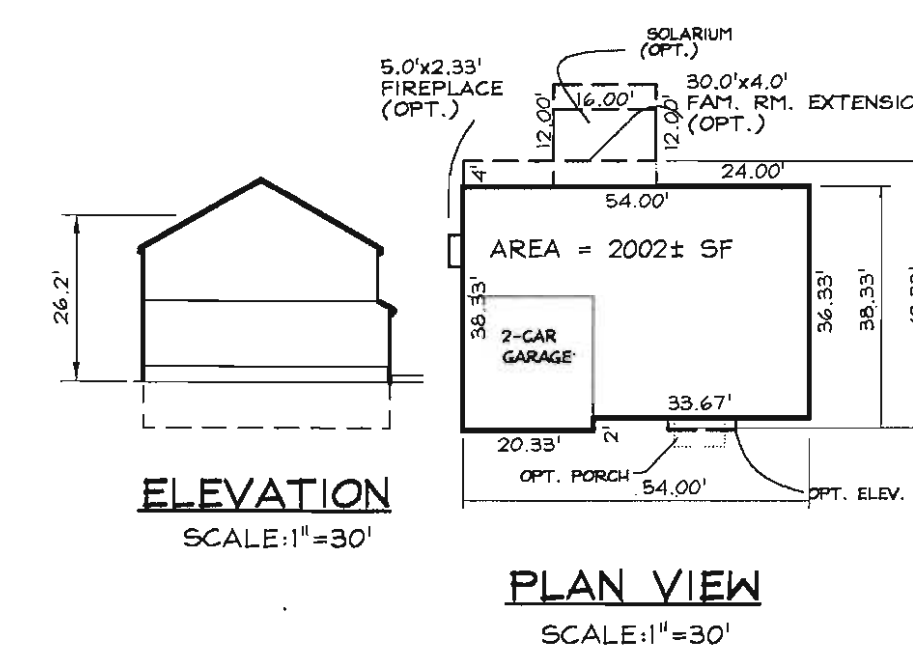 SOLARIUM
(OPT.)
5.0'x2.33'
FIREPLACE
(OPT.)
30.0'x4.0'
FAM. RM. EXTENSIO
(OPT.)
12.00'
16.00'
12.00'
4'
24.00'
54.00'
AREA = 2002± SF
26.2'
38.33'
2-CAR
GARAGE
36.33'
38.33'
33.67'
20.33'
2'
OPT. PORCH
54.00'
OPT. ELEV.
ELEVATION
SCALE:1"=30'
PLAN VIEW
SCALE:1"=30'